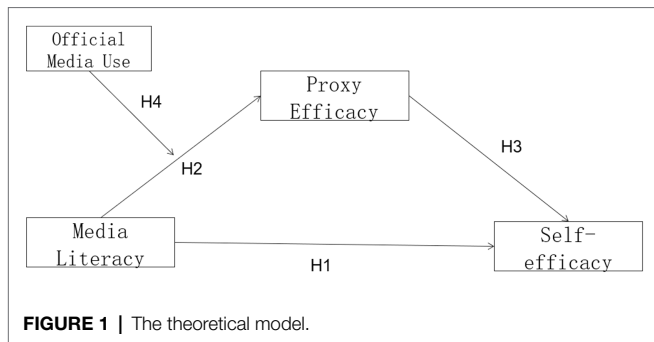 Official
Media Use
Proxy
Efficacy
H4
H3
H2
Media
Literacy
Self-
efficacy
H1
FIGURE 1 | The theoretical model.